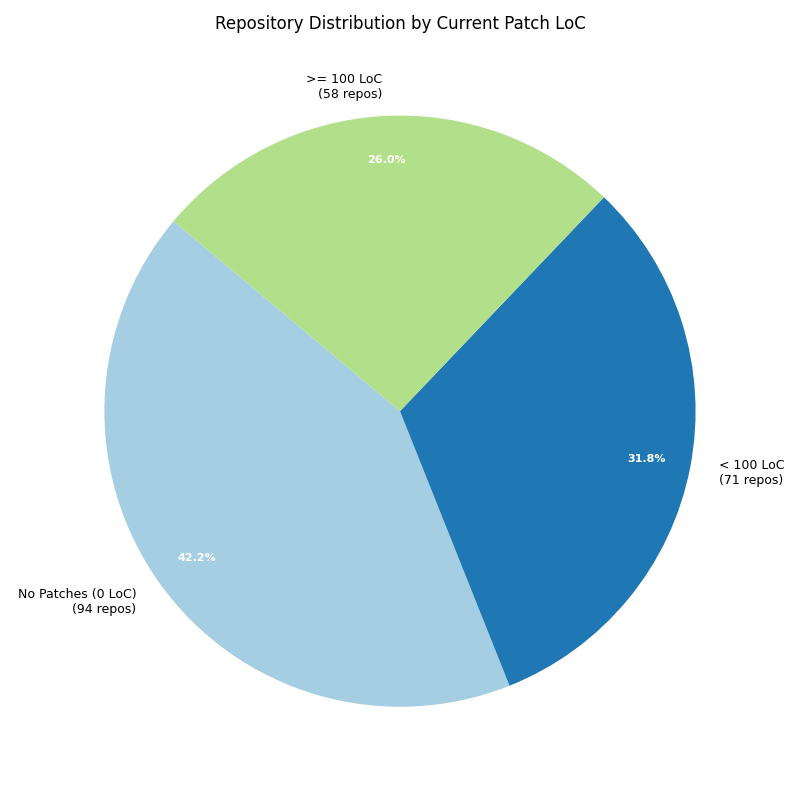 Repository Distribution by Current Patch LoC
>= 100 LoC
(58 repos)
26.0%
31.8%
< 100 LoC
(71 repos)
42.2%
No Patches (0 LoC)
(94 repos)